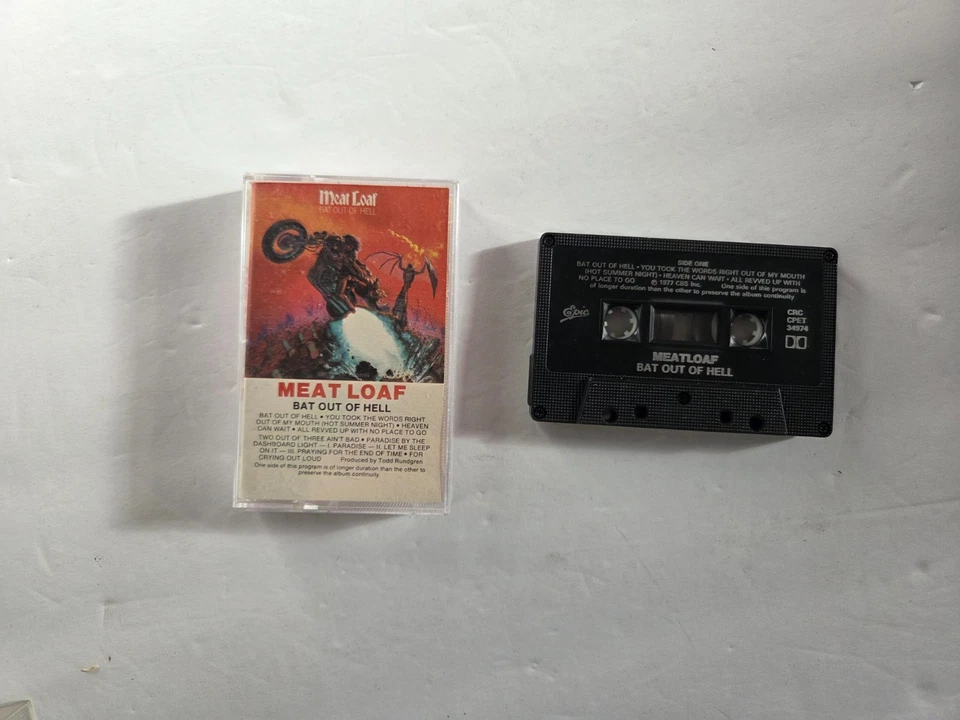 Meat Loaf
BAT OUT OF HELL
MEAT LOAF
BAT OUT OF HELL
BAT OUT OF HELL • YOU TOOK THE WORDS RIGHT
OUT OF MY MOUTH (HOT SUMMER NIGHT) • HEAVEN
CAN WAIT • ALL REVVED UP WITH NO PLACE TO GO
TWO OUT OF THREE AIN'T BAD • PARADISE BY THE
DASHBOARD LIGHT — I. PARADISE — II. LET ME SLEEP
ON IT — III. PRAYING FOR THE END OF TIME • FOR
CRYING OUT LOUD Produced by Todd Rundgren
One side of this program is of longer duration than the other to
preserve the album continuity.
SIDE ONE
BAT OUT OF HELL • YOU TOOK THE WORDS RIGHT OUT OF MY MOUTH
(HOT SUMMER NIGHT) • HEAVEN CAN WAIT • ALL REVVED UP WITH
NO PLACE TO GO © 1977 CBS Inc. One side of this program is
of longer duration than the other to preserve the album continuity
Epic
CRC
CPET
34974
MEATLOAF
BAT OUT OF HELL